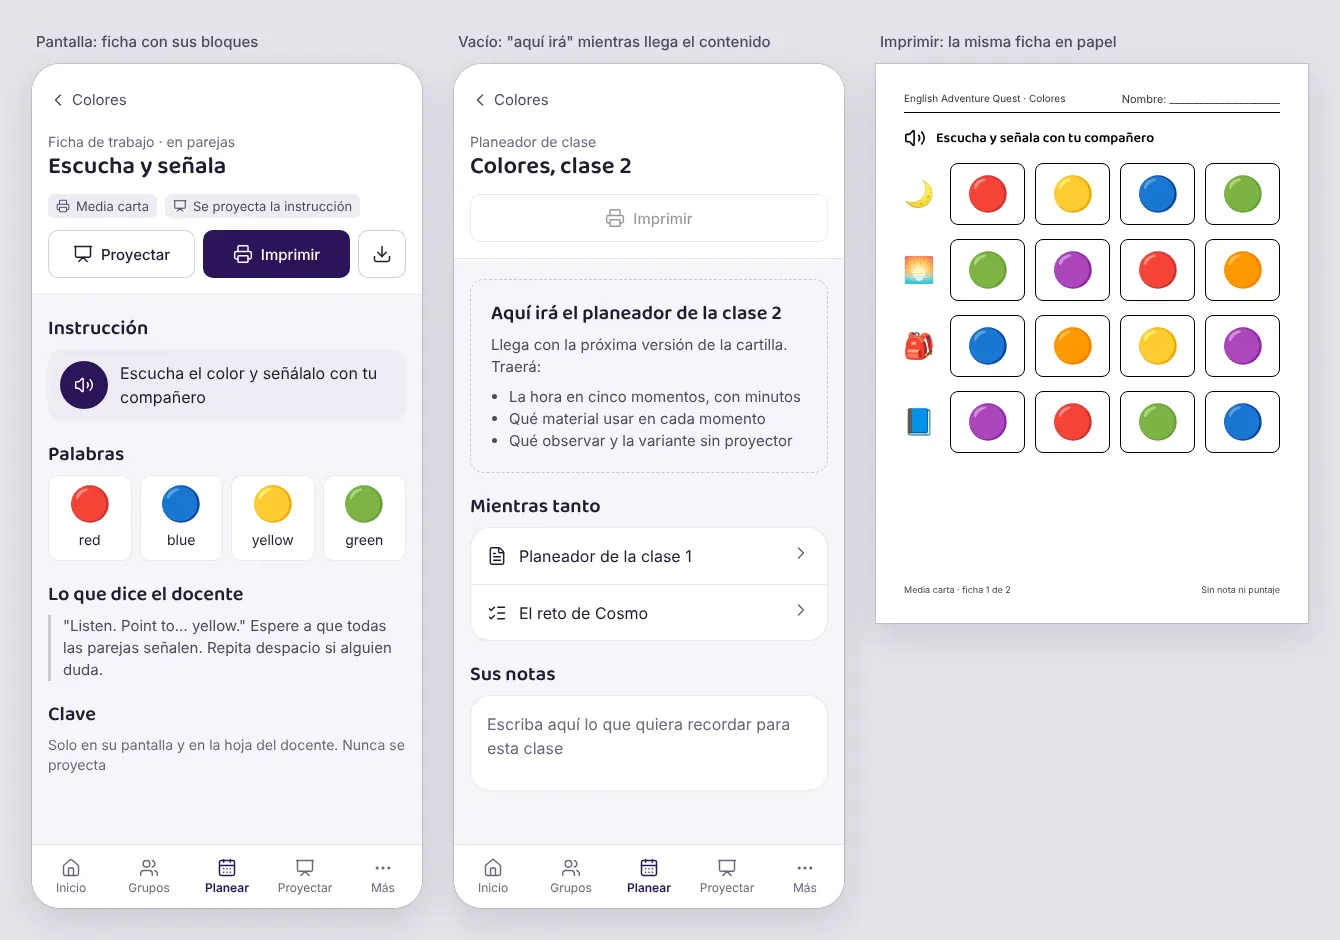 Pantalla: ficha con sus bloques
Colores
Ficha de trabajo · en parejas
Escucha y señala
Media carta
Se proyecta la instrucción
Proyectar
Imprimir
Instrucción
Escucha el color y señálalo con tu
compañero
Palabras
red
blue
yellow
green
Lo que dice el docente
"Listen. Point to... yellow." Espere a que todas
las parejas señalen. Repita despacio si alguien
duda.
Clave
Solo en su pantalla y en la hoja del docente. Nunca se
proyecta
Inicio
Grupos
Planear
Proyectar
Más
Vacío: "aquí irá" mientras llega el contenido
Colores
Planeador de clase
Colores, clase 2
Imprimir
Aquí irá el planeador de la clase 2
Llega con la próxima versión de la cartilla.
Traerá:
• La hora en cinco momentos, con minutos
• Qué material usar en cada momento
• Qué observar y la variante sin proyector
Mientras tanto
Planeador de la clase 1
El reto de Cosmo
Sus notas
Escriba aquí lo que quiera recordar para
esta clase
Inicio
Grupos
Planear
Proyectar
Más
Imprimir: la misma ficha en papel
English Adventure Quest · Colores
Nombre: ____________________
Escucha y señala con tu compañero
Media carta · ficha 1 de 2
Sin nota ni puntaje